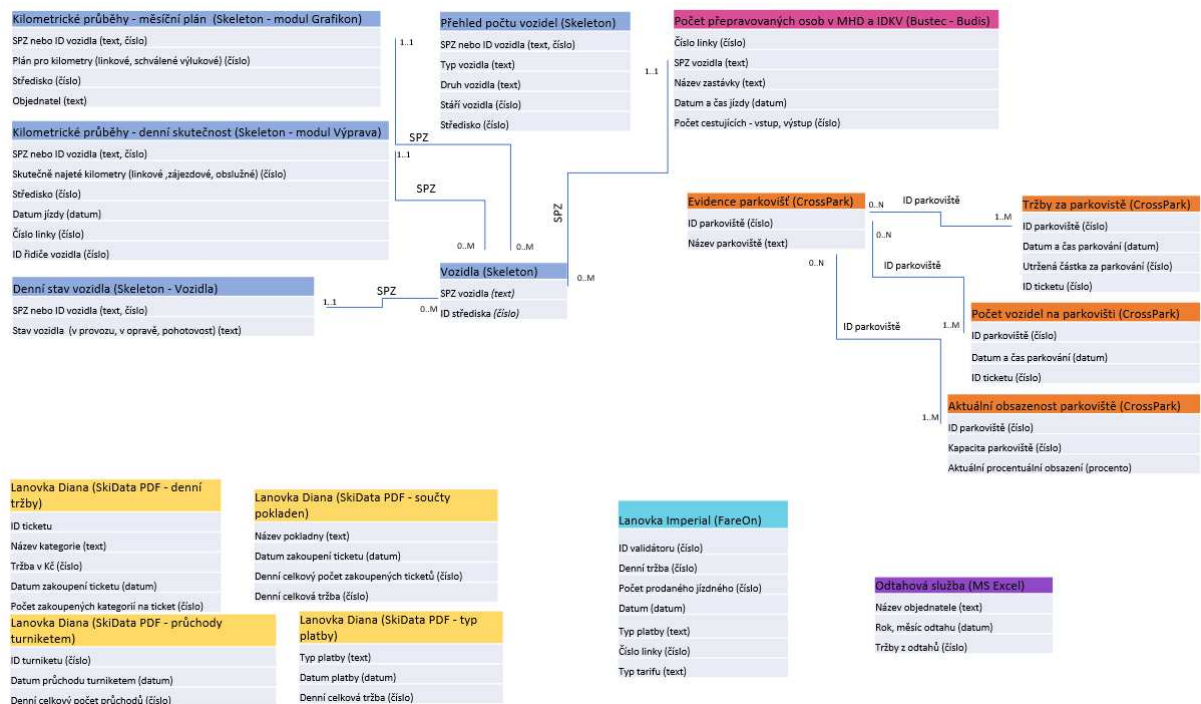 Kilometrické průběhy - měsíční plán (Skeleton - modul Grafikon)
SPZ nebo ID vozidla (text, číslo)
Plán pro kilometry (linkové, schválené výlukové) (číslo)
Středisko (číslo)
Objednatel (text)
1..1
Přehled počtu vozidel (Skeleton)
SPZ nebo ID vozidla (text, číslo)
Typ vozidla (text)
Druh vozidla (text)
Stáří vozidla (číslo)
Středisko (číslo)
Počet přepravovaných osob v MHD a IDKV (Bustec - Budis)
Číslo linky (číslo)
SPZ vozidla (text)
Název zastávky (text)
Datum a čas jízdy (datum)
Počet cestujících - vstup, výstup (číslo)
1..1
Kilometrické průběhy - denní skutečnost (Skeleton - modul Výprava)
SPZ nebo ID vozidla (text, číslo)
Skutečně najeté kilometry (linkové ,zájezdové, obslužné) (číslo)
Středisko (číslo)
Datum jízdy (datum)
Číslo linky (číslo)
ID řidiče vozidla (číslo)
SPZ
1..1
SPZ
SPZ
0..M
0..M
0..M
Vozidla (Skeleton)
SPZ vozidla (text)
ID střediska (číslo)
Denní stav vozidla (Skeleton - Vozidla)
SPZ nebo ID vozidla (text, číslo)
Stav vozidla (v provozu, v opravě, pohotovost) (text)
1..1
SPZ
0..M
Evidence parkovišť (CrossPark)
ID parkoviště (číslo)
Název parkoviště (text)
0..N
ID parkoviště
1..M
0..N
Tržby za parkovistě (CrossPark)
ID parkoviště (číslo)
Datum a čas parkování (datum)
Utržená částka za parkování (číslo)
ID ticketu (číslo)
0..N
ID parkoviště
1..M
Počet vozidel na parkovišti (CrossPark)
ID parkoviště (číslo)
Datum a čas parkování (datum)
ID ticketu (číslo)
ID parkoviště
1..M
Aktuální obsazenost parkoviště (CrossPark)
ID parkoviště (číslo)
Kapacita parkoviště (číslo)
Aktuální procentuální obsazení (procento)
Lanovka Diana (SkiData PDF - denní
tržby)
ID ticketu
Název kategorie (text)
Tržba v Kč (číslo)
Datum zakoupení ticketu (datum)
Počet zakoupených kategorií na ticket (číslo)
Lanovka Diana (SkiData PDF - součty
pokladen)
Název pokladny (text)
Datum zakoupení ticketu (datum)
Denní celkový počet zakoupených ticketů (číslo)
Denní celková tržba (číslo)
Lanovka Diana (SkiData PDF - průchody
turniketem)
ID turniketu (číslo)
Datum průchodu turniketem (datum)
Denní celkový počet průchodů (číslo)
Lanovka Diana (SkiData PDF - typ
platby)
Typ platby (text)
Datum platby (datum)
Denní celková tržba (číslo)
Lanovka Imperial (FareOn)
ID validátoru (číslo)
Denní tržba (číslo)
Počet prodaného jízdného (číslo)
Datum (datum)
Typ platby (text)
Číslo linky (číslo)
Typ tarifu (text)
Odtahová služba (MS Excel)
Název objednatele (text)
Rok, měsíc odtahu (datum)
Tržby z odtahů (číslo)